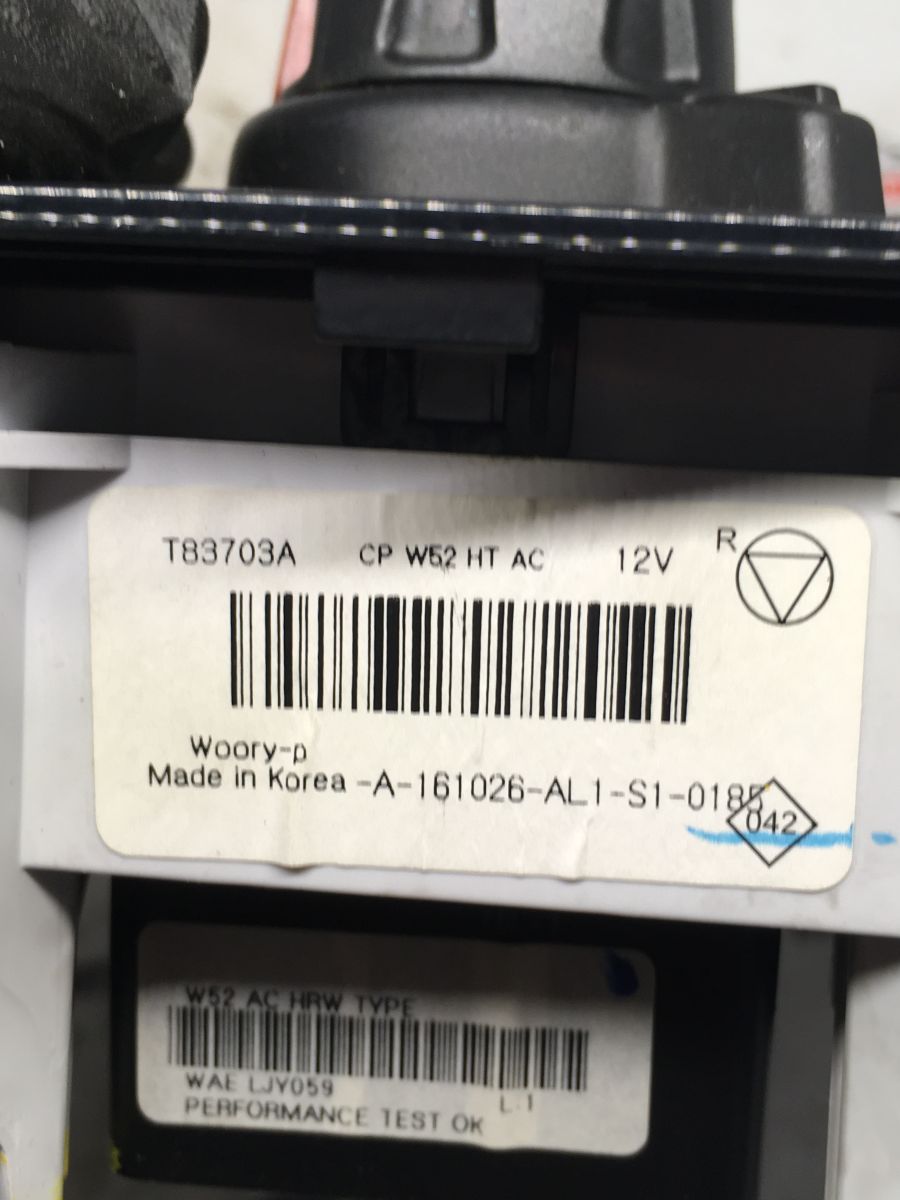 T83703A CP W52 HT AC 12V R
Woory-p
Made in Korea -A-161026-AL1-S1-0185
042
W52 AC HRW TYPE
WAE LJY059 L.1
PERFORMANCE TEST OK